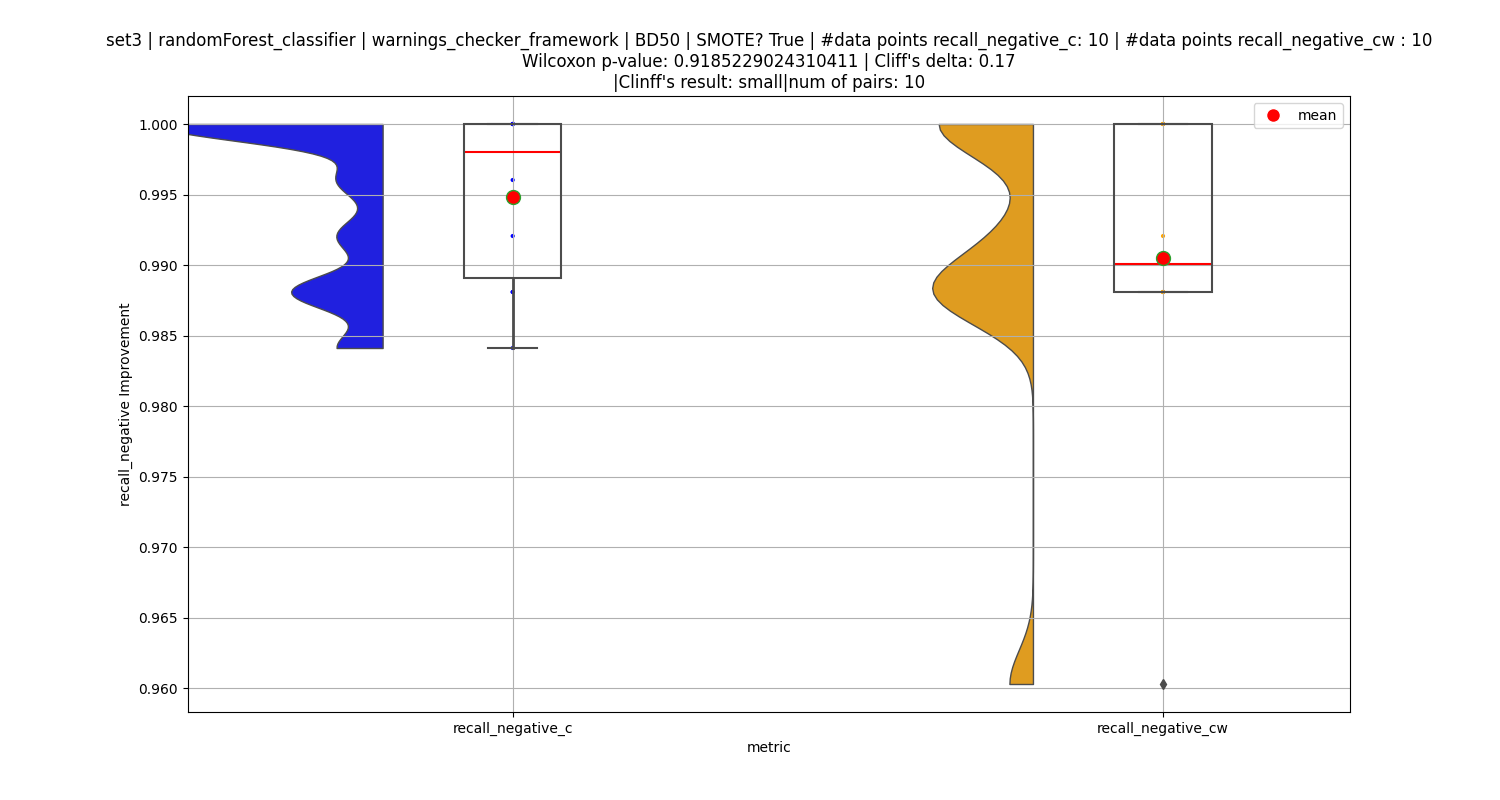 set3 | randomForest_classifier | warnings_checker_framework | BD50 | SMOTE? True | #data points recall_negative_c: 10 | #data points recall_negative_cw : 10
Wilcoxon p-value: 0.9185229024310411 | Cliff's delta: 0.17
|Clinff's result: small|num of pairs: 10
mean
1.000
0.995
0.990
0.985
0.980
0.975
0.970
0.965
0.960
recall_negative Improvement
recall_negative_c
recall_negative_cw
metric